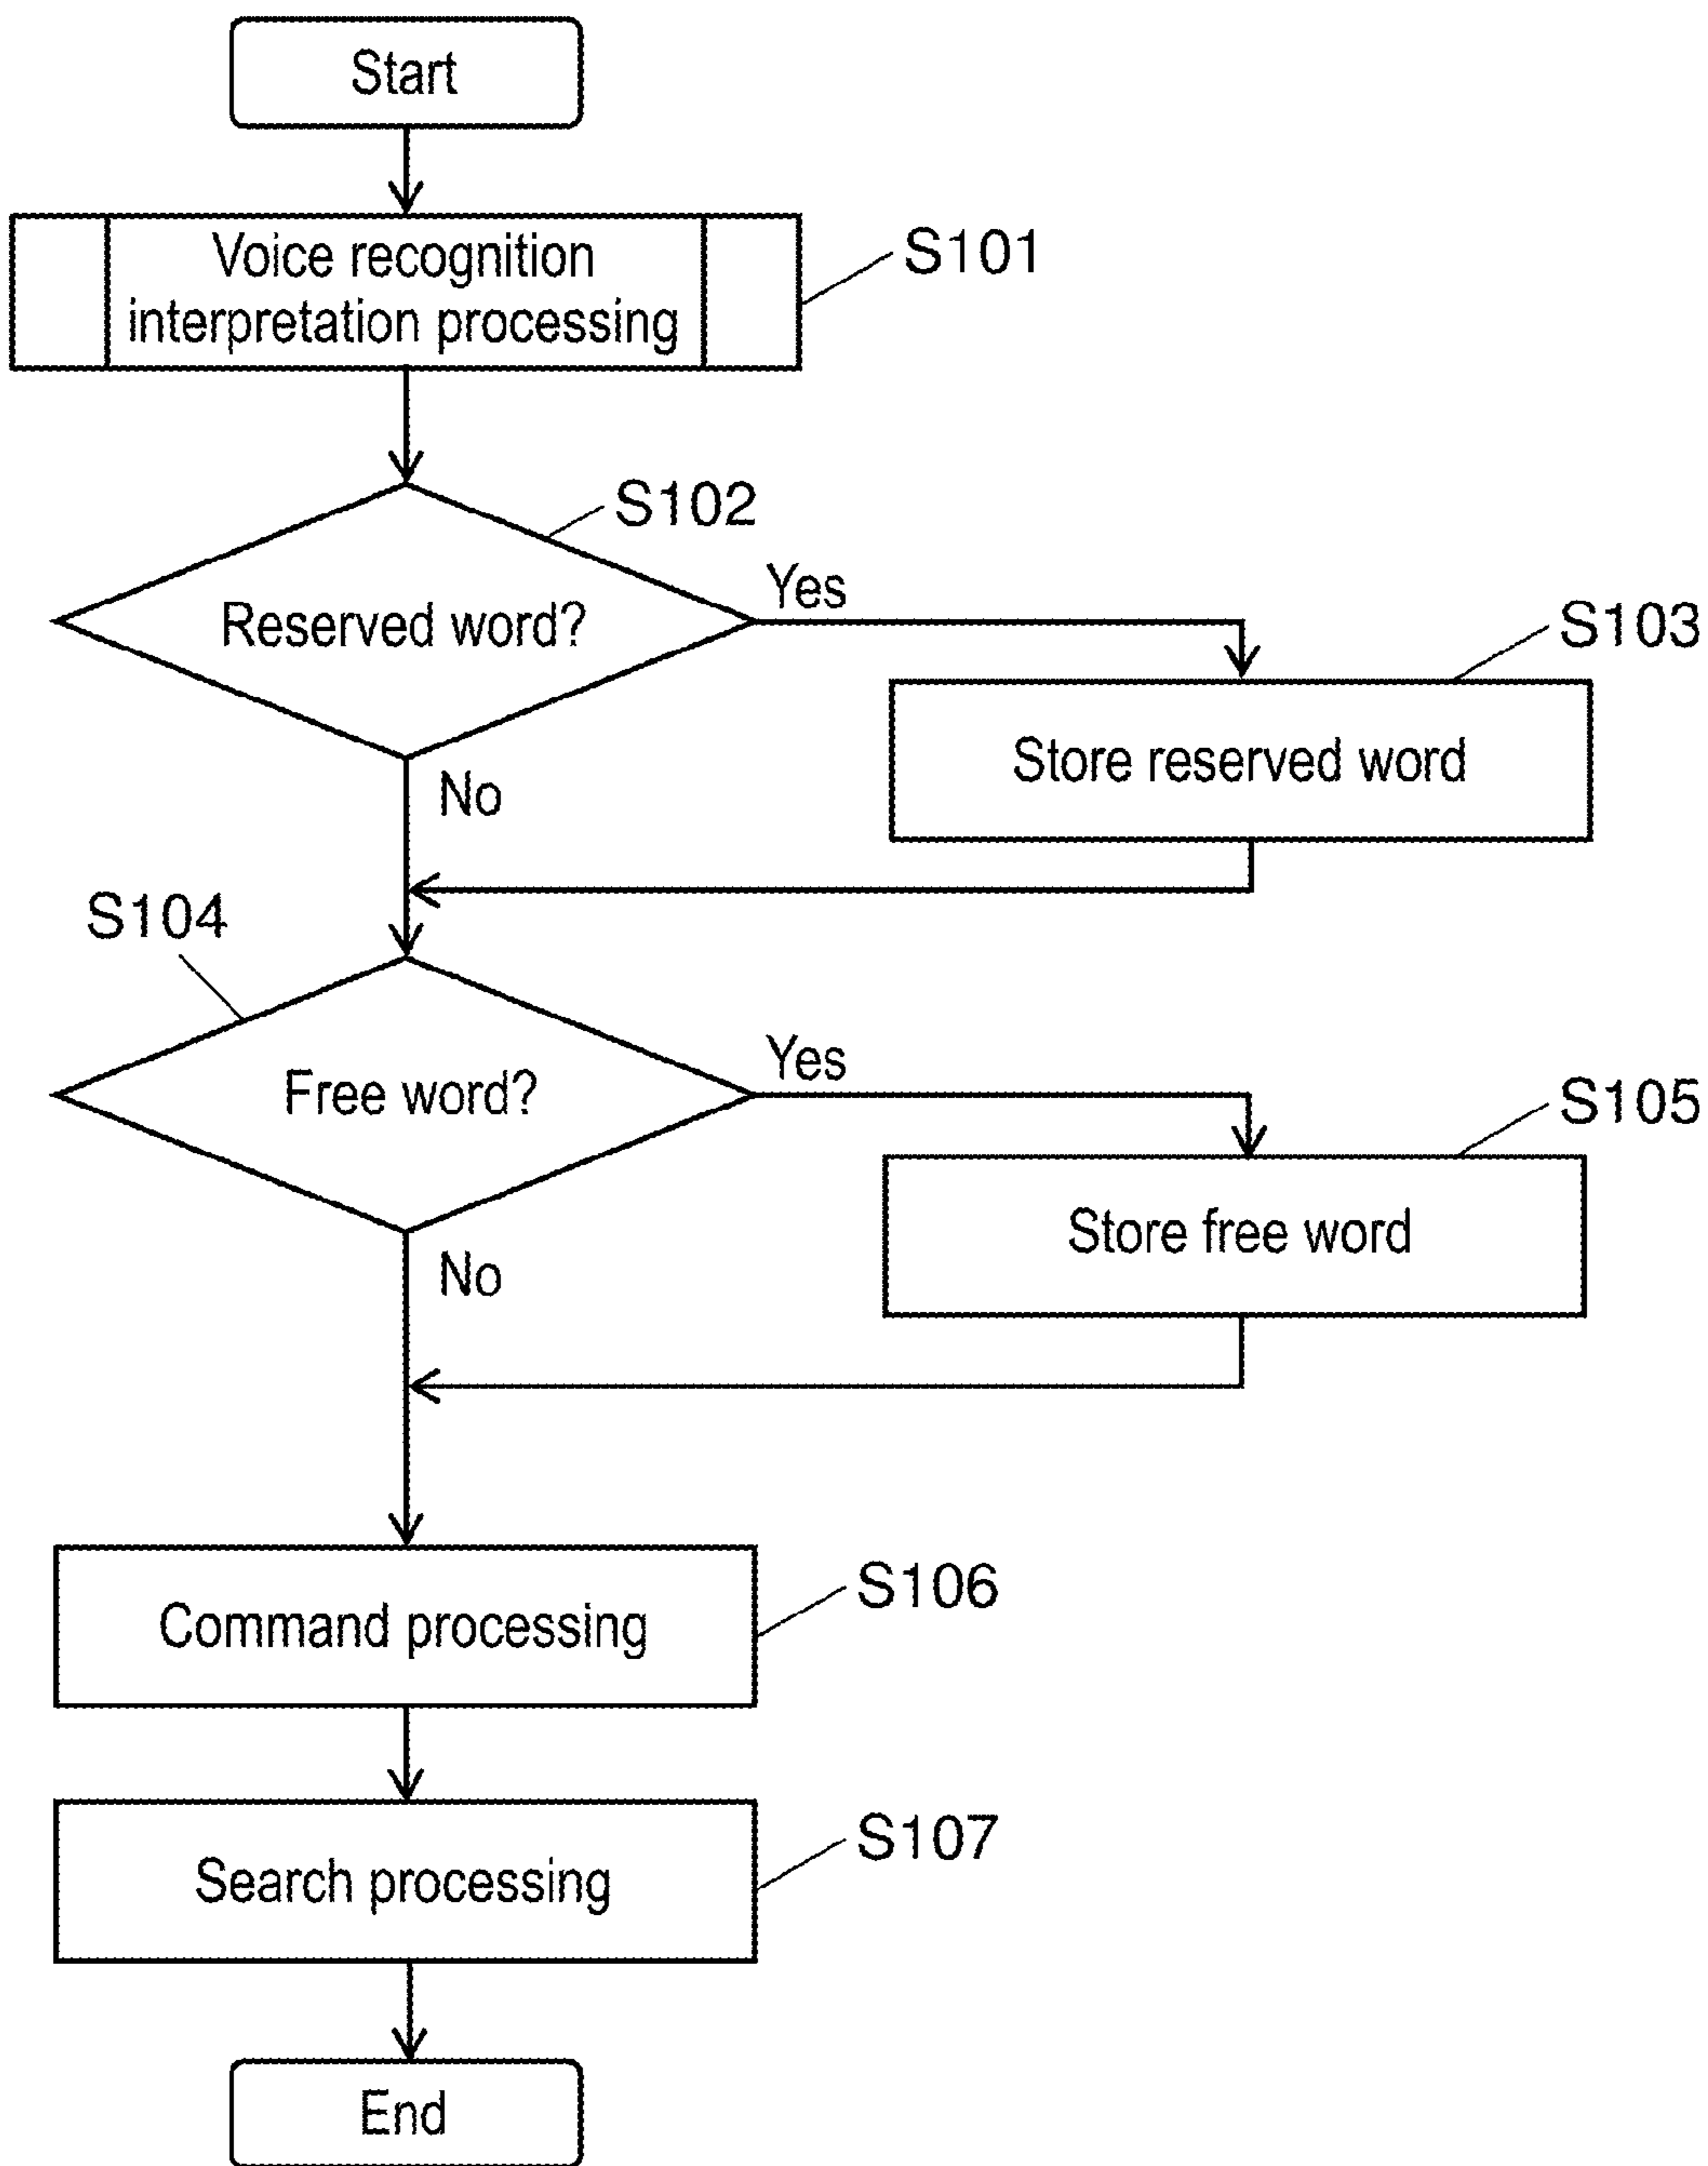 Start
Voice recognition
interpretation processing
S101
S102
Reserved word?
Yes
S103
Store reserved word
No
S104
Free word?
Yes
S105
Store free word
No
Command processing
S106
Search processing
S107
End